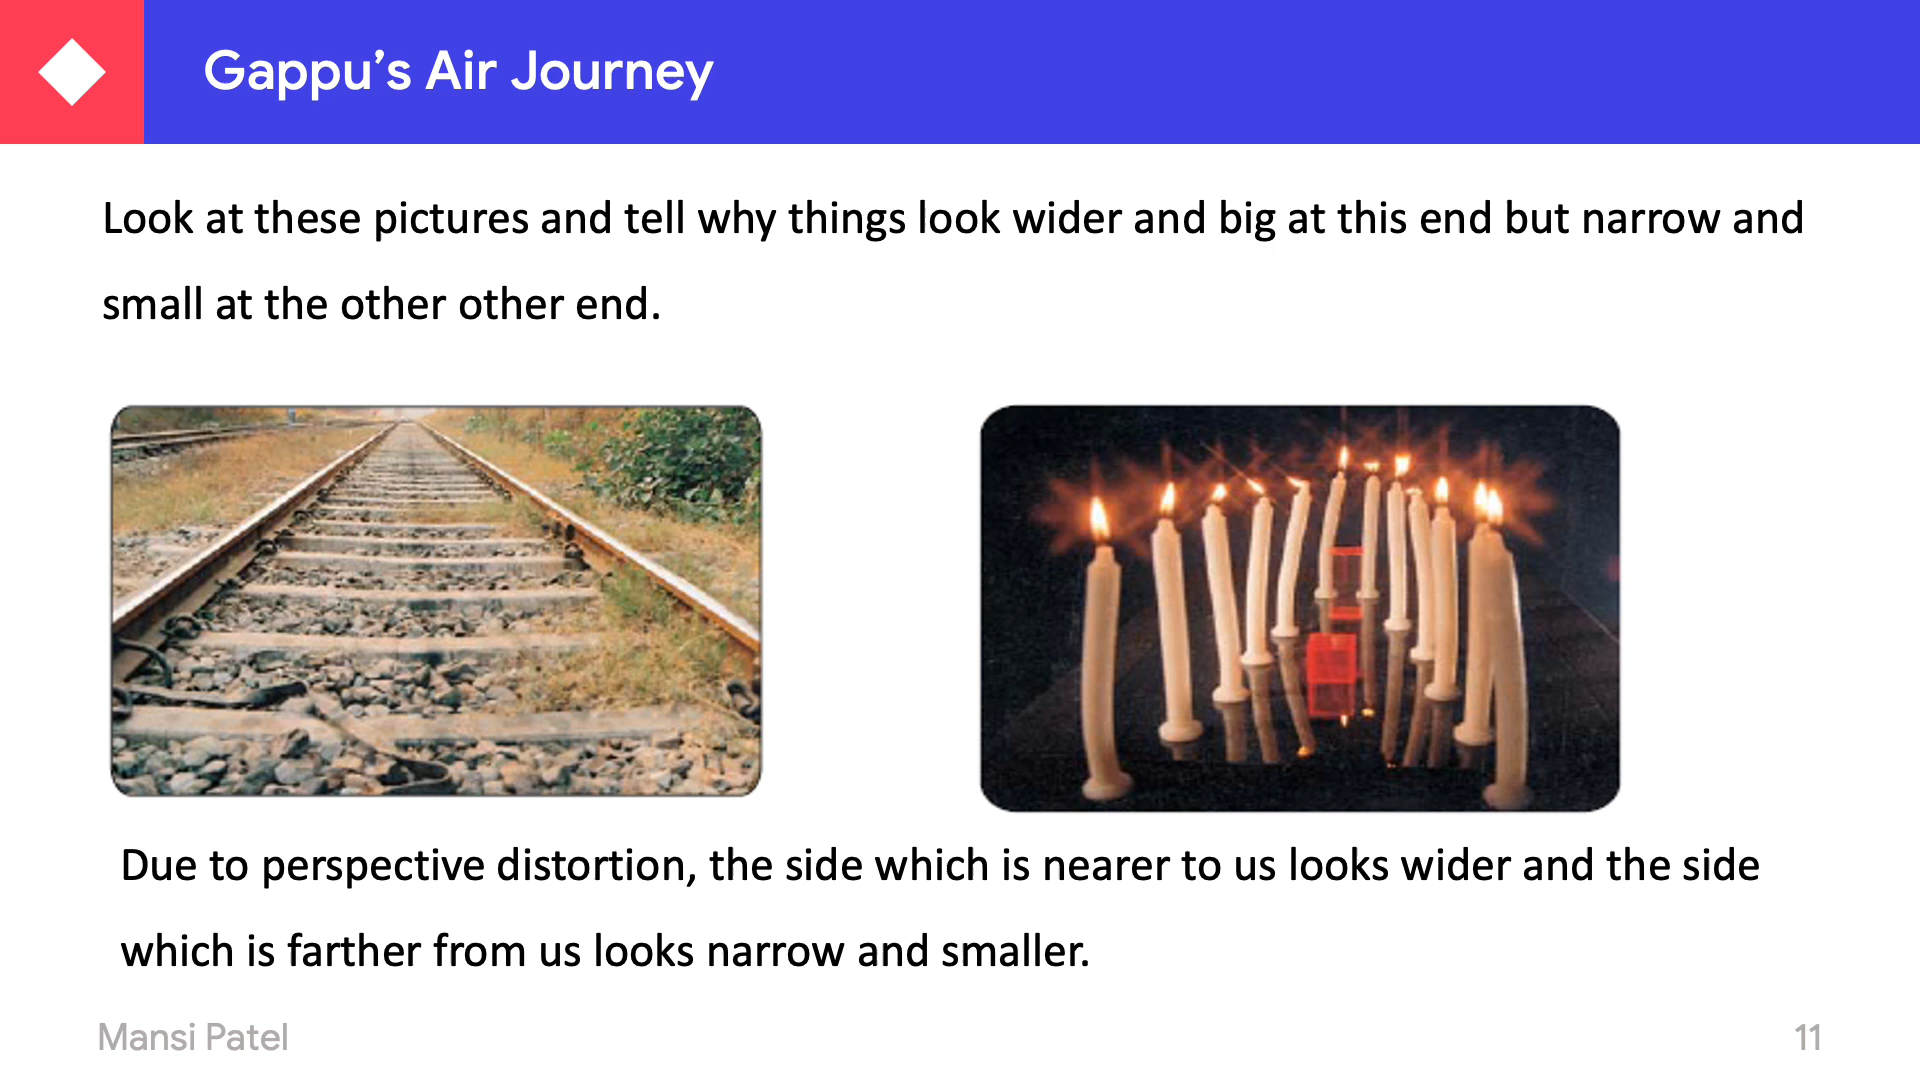 Gappu’s Air Journey
Look at these pictures and tell why things look wider and big at this end but narrow and
small at the other other end.
Due to perspective distortion, the side which is nearer to us looks wider and the side
which is farther from us looks narrow and smaller.
Mansi Patel
11